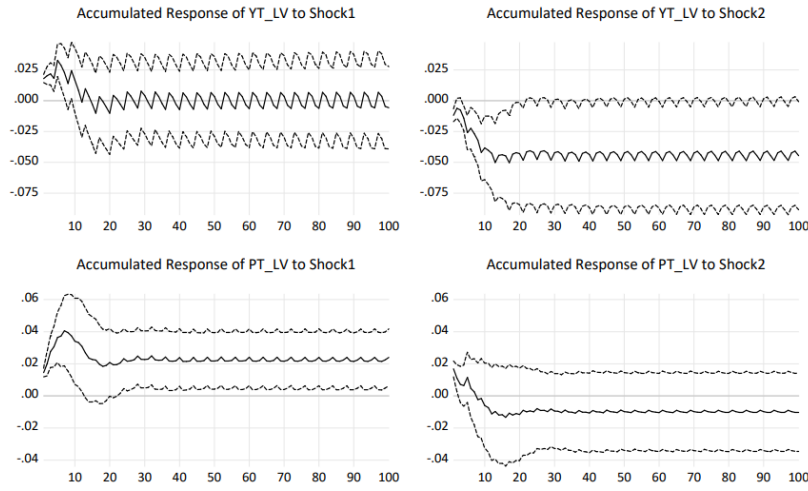 Accumulated Response of YT_LV to Shock1
.025
.000
-.025
-.050
-.075
10 20 30 40 50 60 70 80 90 100
Accumulated Response of YT_LV to Shock2
.025
.000
-.025
-.050
-.075
10 20 30 40 50 60 70 80 90 100
Accumulated Response of PT_LV to Shock1
.06
.04
.02
.00
-.02
-.04
10 20 30 40 50 60 70 80 90 100
Accumulated Response of PT_LV to Shock2
.06
.04
.02
.00
-.02
-.04
10 20 30 40 50 60 70 80 90 100